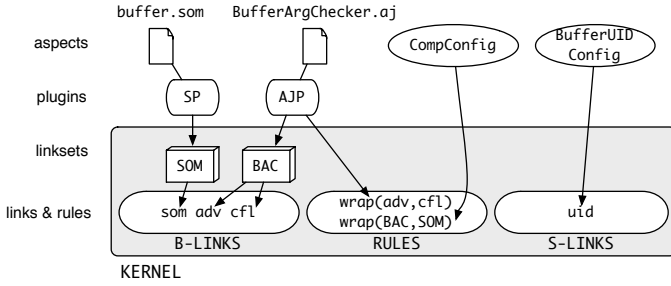 buffer.som BufferArgChecker.aj
aspects CompConfig BufferUID
Config
plugins SP AJP
linksets SOM BAC
links & rules som adv cfl wrap(adv,cfl) uid
wrap(BAC,SOM)
B-LINKS RULES S-LINKS
KERNEL